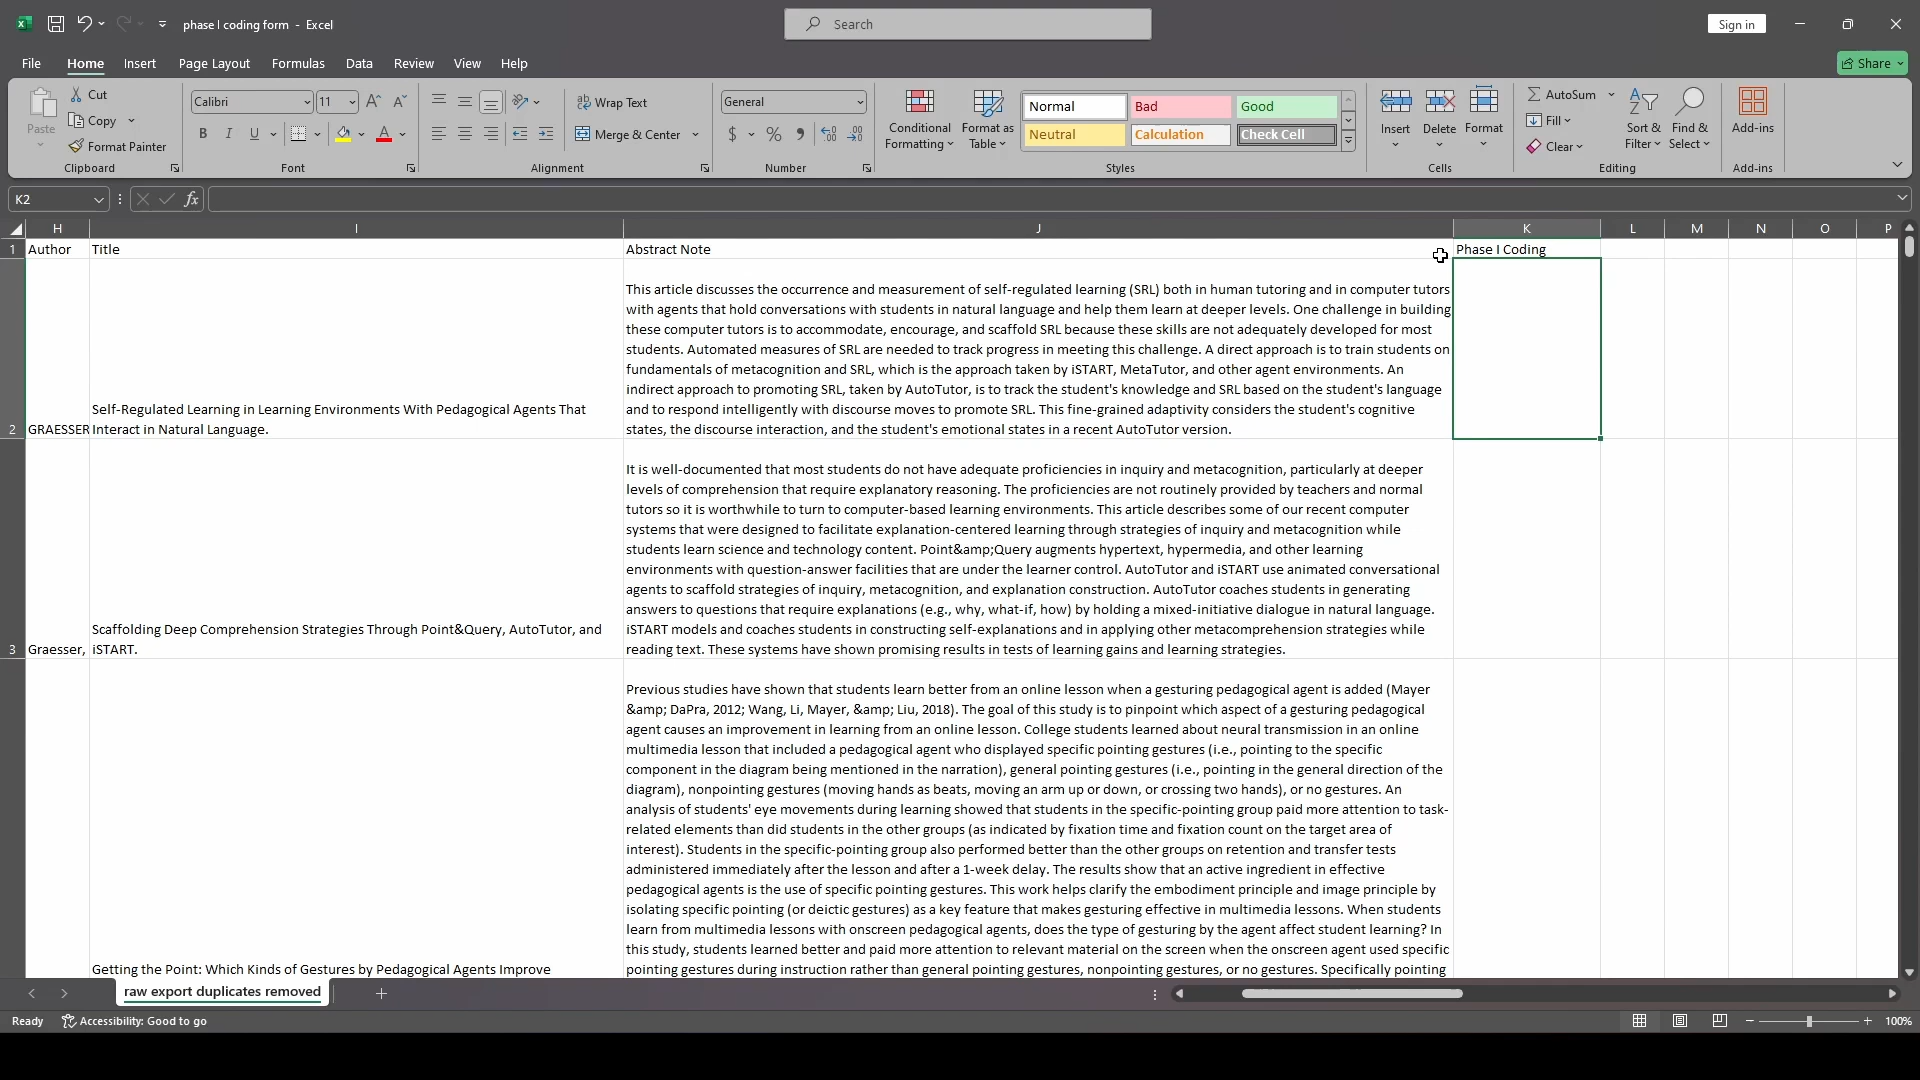 phase I coding form - Excel
Search
Sign in
File Home Insert Page Layout Formulas Data Review View Help
Share
Paste
Cut
Copy
Format Painter
Clipboard
Calibri 11
B I U
Font
Wrap Text
Merge & Center
Alignment
General
$ % ,
Number
Conditional Formatting
Format as Table
Normal Bad Good
Neutral Calculation Check Cell
Styles
Insert Delete Format
Cells
AutoSum
Fill
Clear
Sort & Filter
Find & Select
Editing
Add-ins
Add-ins
K2
fx
H I J K L M N O P
1 Author Title Abstract Note Phase I Coding
This article discusses the occurrence and measurement of self-regulated learning (SRL) both in human tutoring and in computer tutors
with agents that hold conversations with students in natural language and help them learn at deeper levels. One challenge in building
these computer tutors is to accommodate, encourage, and scaffold SRL because these skills are not adequately developed for most
students. Automated measures of SRL are needed to track progress in meeting this challenge. A direct approach is to train students on
fundamentals of metacognition and SRL, which is the approach taken by iSTART, MetaTutor, and other agent environments. An
indirect approach to promoting SRL, taken by AutoTutor, is to track the student's knowledge and SRL based on the student's language
Self-Regulated Learning in Learning Environments With Pedagogical Agents That and to respond intelligently with discourse moves to promote SRL. This fine-grained adaptivity considers the student's cognitive
2 GRAESSER Interact in Natural Language. states, the discourse interaction, and the student's emotional states in a recent AutoTutor version.
It is well-documented that most students do not have adequate proficiencies in inquiry and metacognition, particularly at deeper
levels of comprehension that require explanatory reasoning. The proficiencies are not routinely provided by teachers and normal
tutors so it is worthwhile to turn to computer-based learning environments. This article describes some of our recent computer
systems that were designed to facilitate explanation-centered learning through strategies of inquiry and metacognition while
students learn science and technology content. Point&amp;Query augments hypertext, hypermedia, and other learning
environments with question-answer facilities that are under the learner control. AutoTutor and iSTART use animated conversational
agents to scaffold strategies of inquiry, metacognition, and explanation construction. AutoTutor coaches students in generating
answers to questions that require explanations (e.g., why, what-if, how) by holding a mixed-initiative dialogue in natural language.
Scaffolding Deep Comprehension Strategies Through Point&Query, AutoTutor, and iSTART models and coaches students in constructing self-explanations and in applying other metacomprehension strategies while
3 Graesser, iSTART. reading text. These systems have shown promising results in tests of learning gains and learning strategies.
Previous studies have shown that students learn better from an online lesson when a gesturing pedagogical agent is added (Mayer
&amp; DaPra, 2012; Wang, Li, Mayer, &amp; Liu, 2018). The goal of this study is to pinpoint which aspect of a gesturing pedagogical
agent causes an improvement in learning from an online lesson. College students learned about neural transmission in an online
multimedia lesson that included a pedagogical agent who displayed specific pointing gestures (i.e., pointing to the specific
component in the diagram being mentioned in the narration), general pointing gestures (i.e., pointing in the general direction of the
diagram), nonpointing gestures (moving hands as beats, moving an arm up or down, or crossing two hands), or no gestures. An
analysis of students' eye movements during learning showed that students in the specific-pointing group paid more attention to task-
related elements than did students in the other groups (as indicated by fixation time and fixation count on the target area of
interest). Students in the specific-pointing group also performed better than the other groups on retention and transfer tests
administered immediately after the lesson and after a 1-week delay. The results show that an active ingredient in effective
pedagogical agents is the use of specific pointing gestures. This work helps clarify the embodiment principle and image principle by
isolating specific pointing (or deictic gestures) as a key feature that makes gesturing effective in multimedia lessons. When students
learn from multimedia lessons with onscreen pedagogical agents, does the type of gesturing by the agent affect student learning? In
this study, students learned better and paid more attention to relevant material on the screen when the onscreen agent used specific
Getting the Point: Which Kinds of Gestures by Pedagogical Agents Improve pointing gestures during instruction rather than general pointing gestures, nonpointing gestures, or no gestures. Specifically pointing
raw export duplicates removed
Ready Accessibility: Good to go
100%